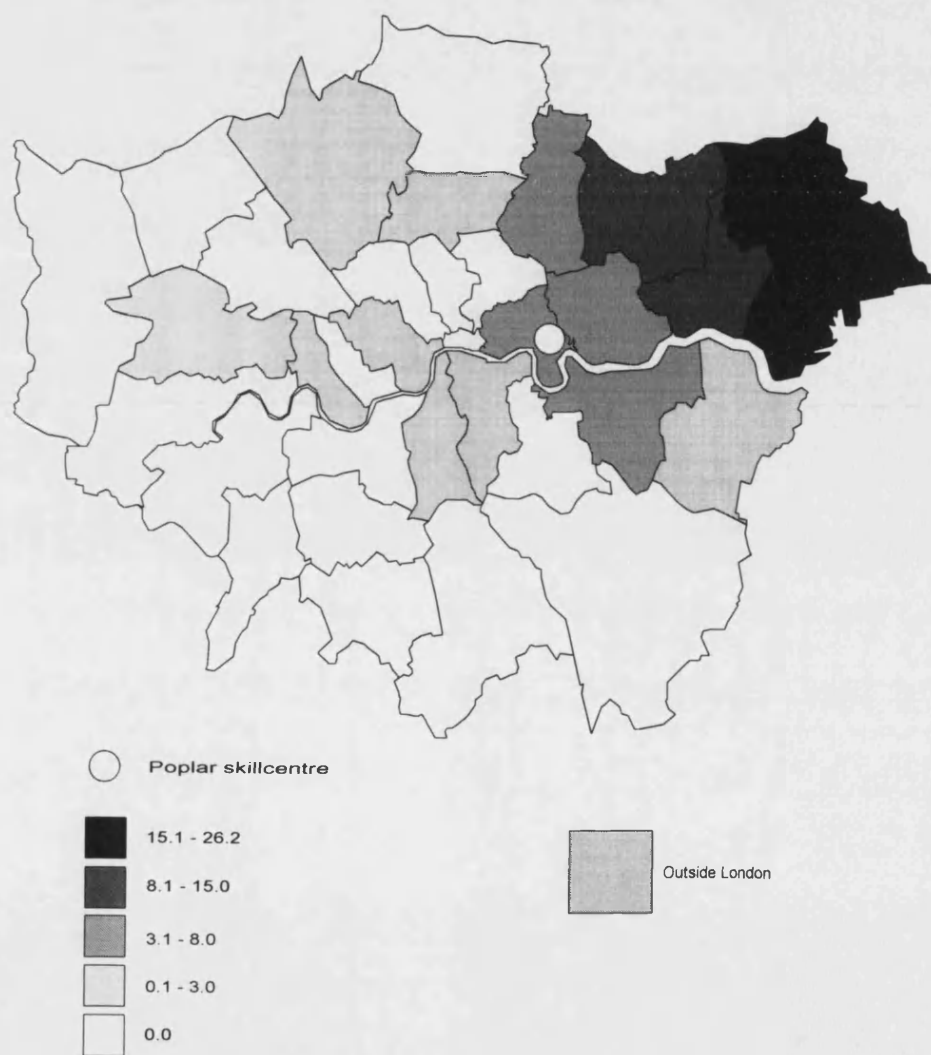 Poplar skillcentre
15.1 - 26.2
8.1 - 15.0
3.1 - 8.0
0.1 - 3.0
0.0
Outside London